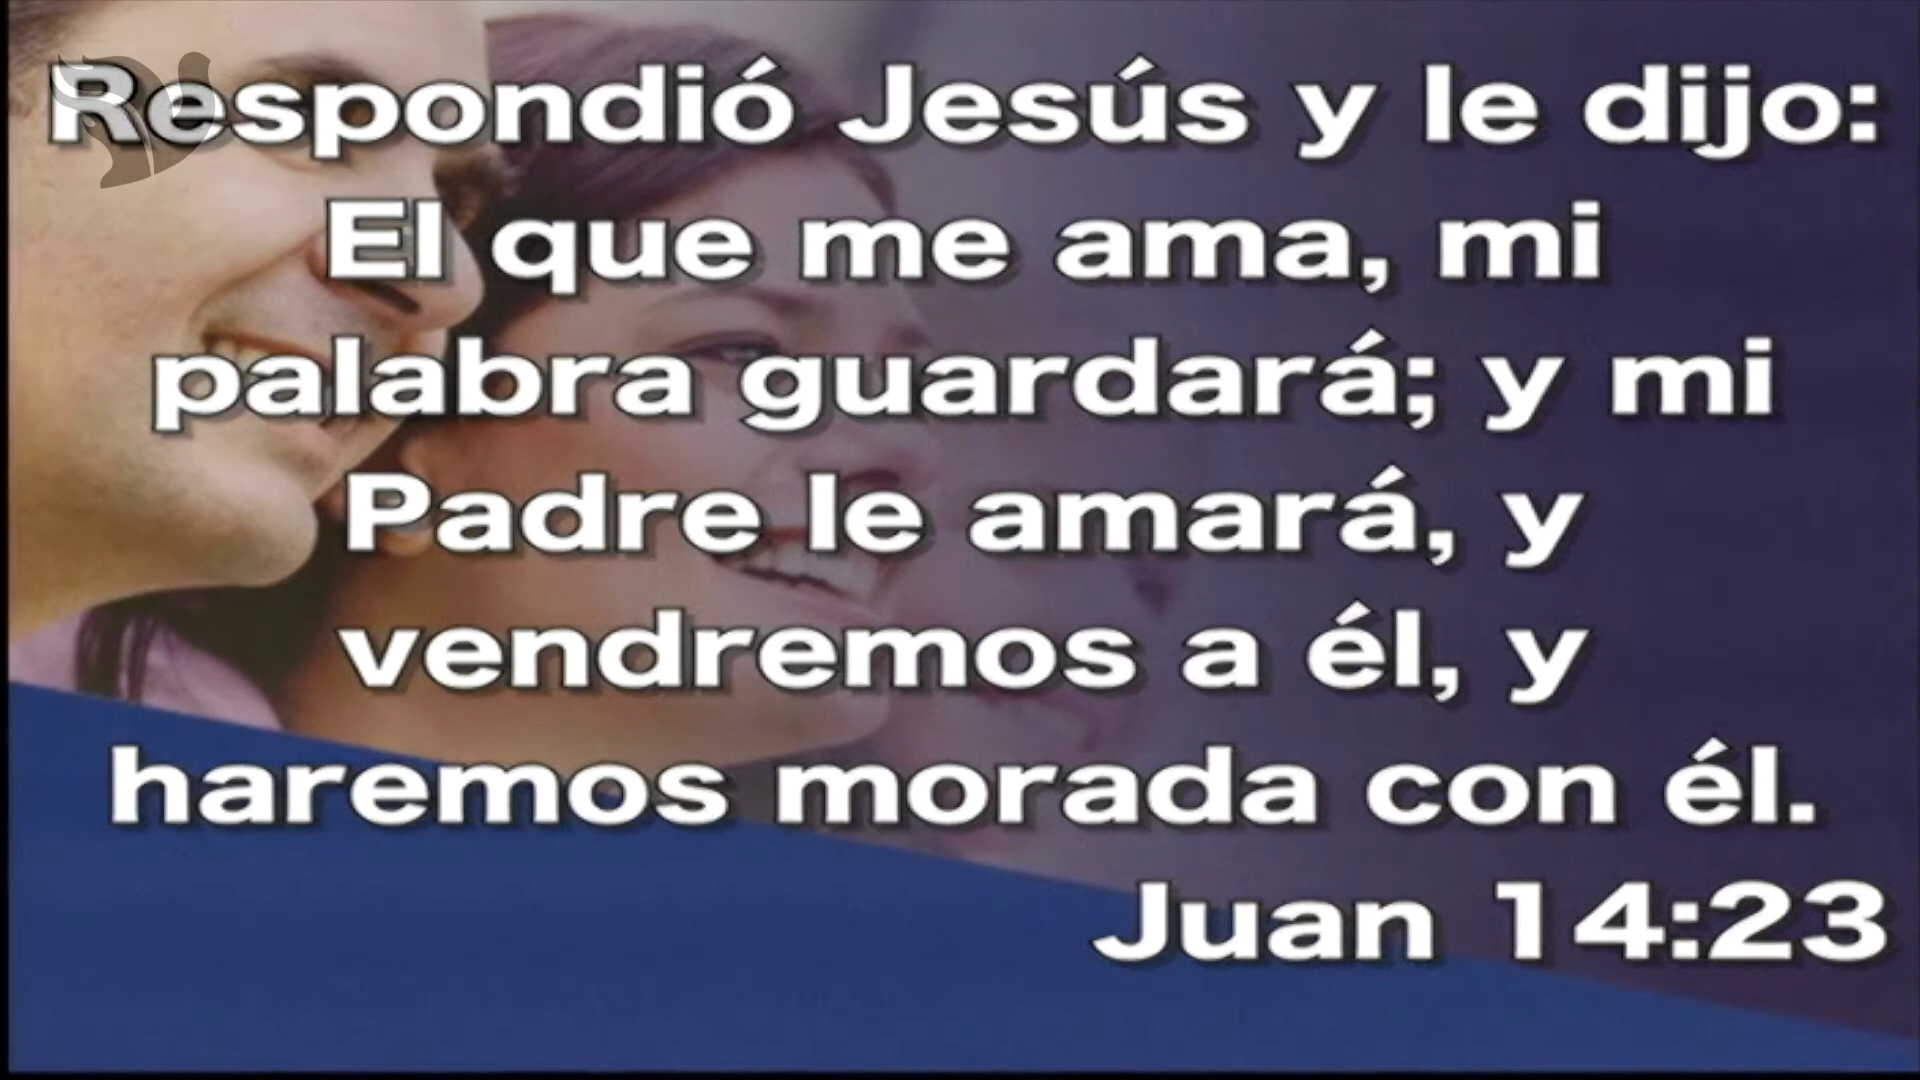 Respondió Jesús y le dijo:
El que me ama, mi
palabra guardará; y mi
Padre le amará, y
vendremos a él, y
haremos morada con él.
Juan 14:23